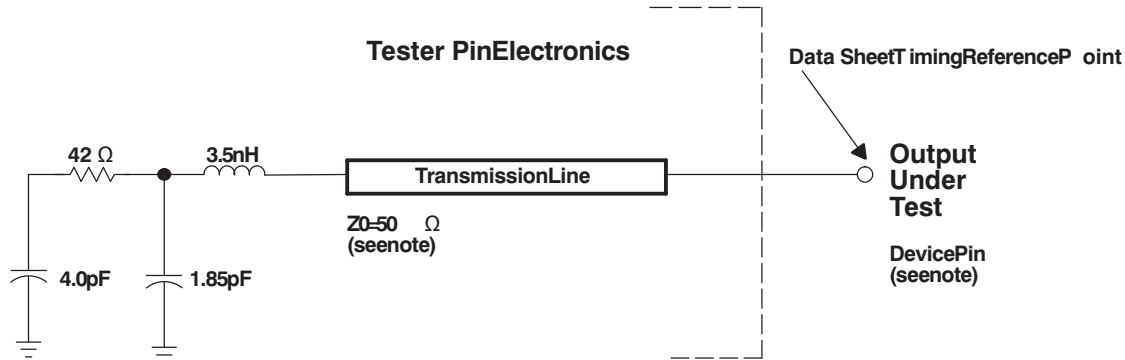 Tester PinElectronics
Data SheetT imingReferenceP oint
42 Ω
3.5nH
TransmissionLine
Output
Under
Test
Z0=50 Ω
(seenote)
DevicePin
(seenote)
4.0pF
1.85pF